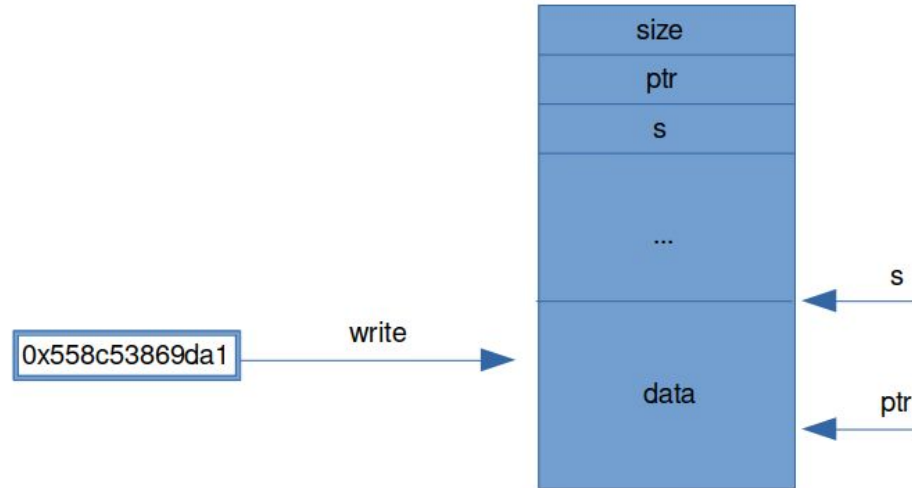 size
ptr
s
...
s
write
0x558c53869da1
data
ptr